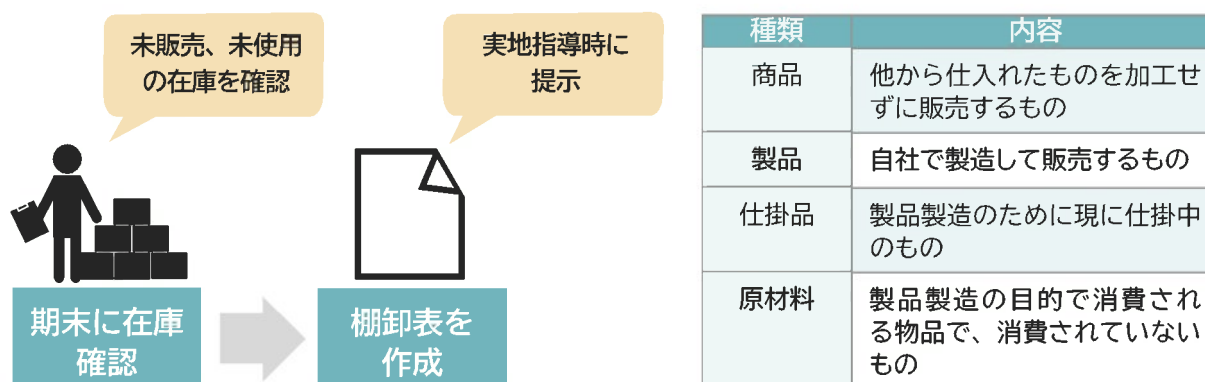 未販売、未使用
の在庫を確認
実地指導時に
提示
期末に在庫
確認
棚卸表を
作成
種類 内容
商品 他から仕入れたものを加工せ
ずに販売するもの
製品 自社で製造して販売するもの
仕掛品 製品製造のために現に仕掛中
のもの
原材料 製品製造の目的で消費され
る物品で、消費されていない
もの